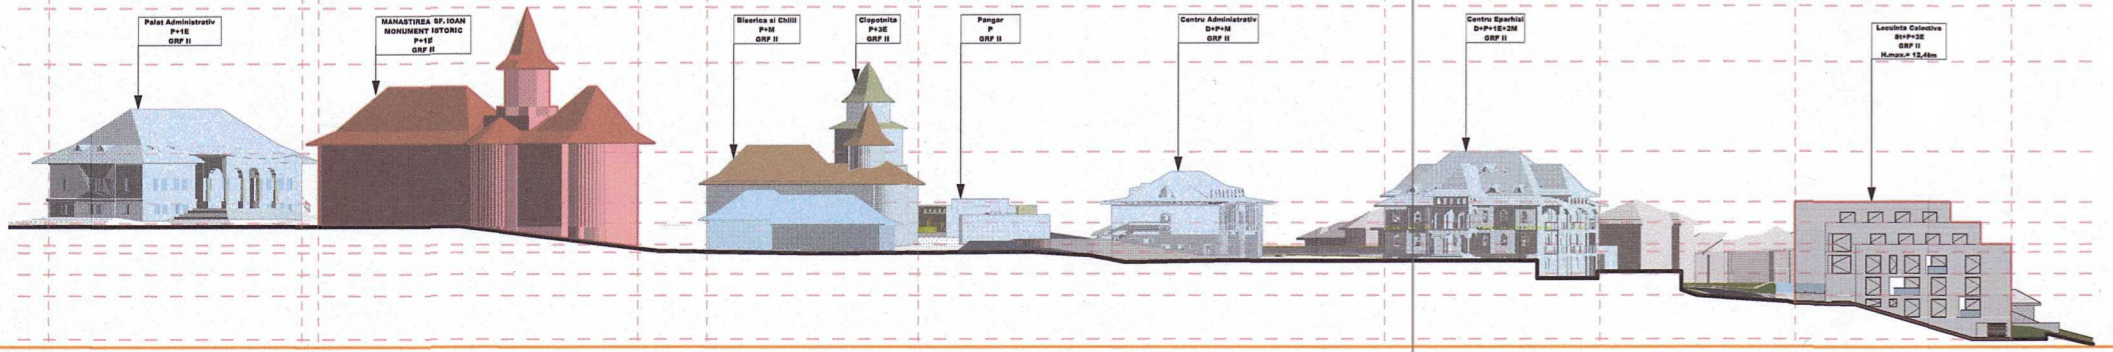 Palat Administrativ
P+1E
GRF II
MANASTIREA SF. IOAN
MONUMENT ISTORIC
P+1E
GRF II
Biserica si Chilii
P+M
GRF II
Clopotnita
P+3E
GRF II
Pangar
P
GRF II
Centru Administrativ
D+P+M
GRF II
Centru Eparhial
D+P+1E+2M
GRF II
Locuinta Colectiva
St+P+3E
GRF II
H.max.= 12,46m